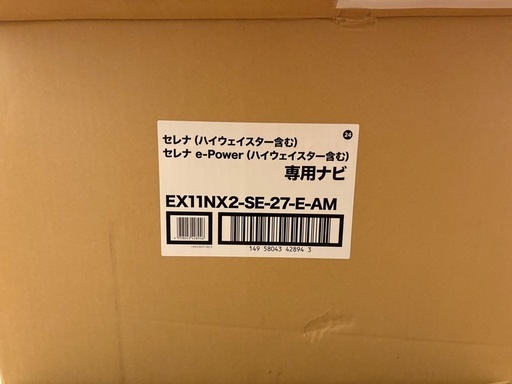 セレナ (ハイウェイスター含む)
24
セレナ e-Power (ハイウェイスター含む)
専用ナビ
EX11NX2-SE-27-E-AM
149 58043 42894 3